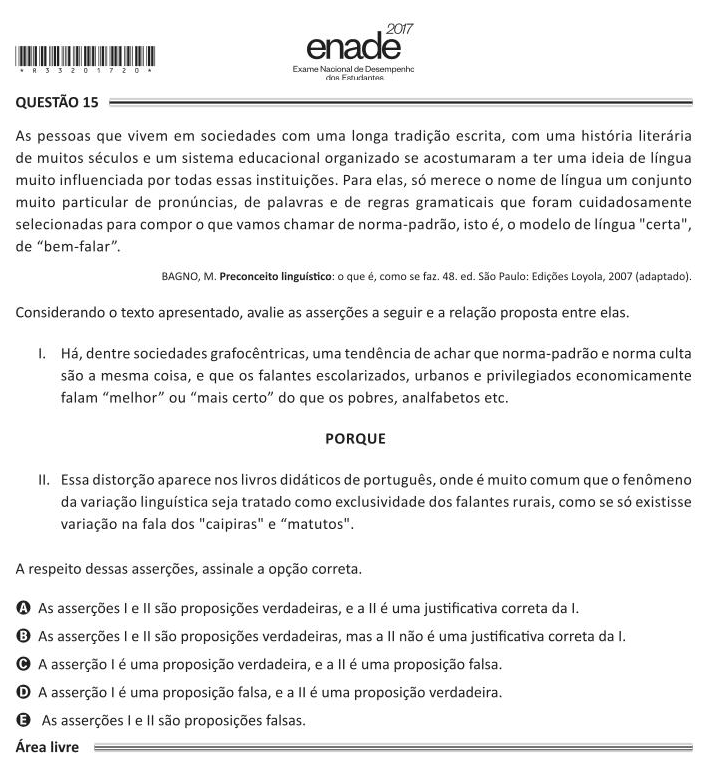 2017
enade
Exame Nacional de Desempenho
dos Estudantes
* R 3 3 2 0 1 7 2 0 *
QUESTÃO 15
As pessoas que vivem em sociedades com uma longa tradição escrita, com uma história literária
de muitos séculos e um sistema educacional organizado se acostumaram a ter uma ideia de língua
muito influenciada por todas essas instituições. Para elas, só merece o nome de língua um conjunto
muito particular de pronúncias, de palavras e de regras gramaticais que foram cuidadosamente
selecionadas para compor o que vamos chamar de norma-padrão, isto é, o modelo de língua "certa",
de “bem-falar”.
BAGNO, M. Preconceito linguístico: o que é, como se faz. 48. ed. São Paulo: Edições Loyola, 2007 (adaptado).
Considerando o texto apresentado, avalie as asserções a seguir e a relação proposta entre elas.
I. Há, dentre sociedades grafocêntricas, uma tendência de achar que norma-padrão e norma culta
são a mesma coisa, e que os falantes escolarizados, urbanos e privilegiados economicamente
falam “melhor” ou “mais certo” do que os pobres, analfabetos etc.
PORQUE
II. Essa distorção aparece nos livros didáticos de português, onde é muito comum que o fenômeno
da variação linguística seja tratado como exclusividade dos falantes rurais, como se só existisse
variação na fala dos "caipiras" e “matutos".
A respeito dessas asserções, assinale a opção correta.
A As asserções I e II são proposições verdadeiras, e a II é uma justificativa correta da I.
B As asserções I e II são proposições verdadeiras, mas a II não é uma justificativa correta da I.
C A asserção I é uma proposição verdadeira, e a II é uma proposição falsa.
D A asserção I é uma proposição falsa, e a II é uma proposição verdadeira.
E As asserções I e II são proposições falsas.
Área livre